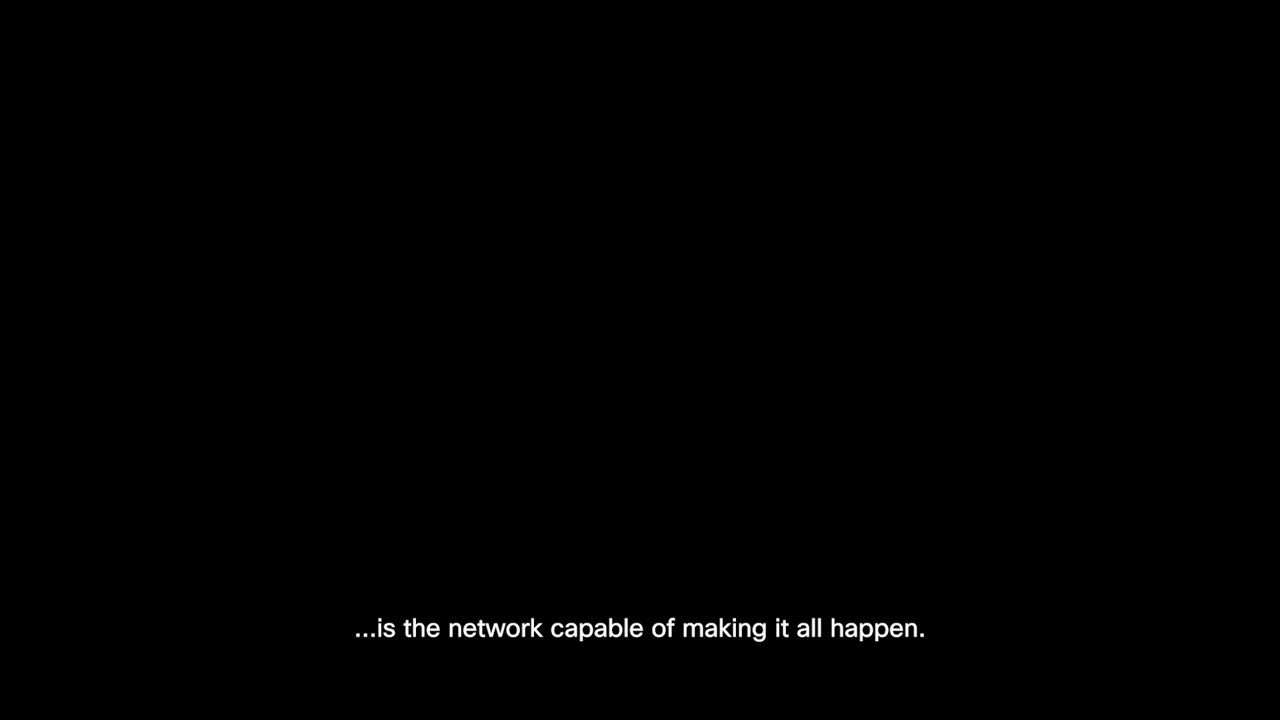 ...is the network capable of making it all happen.